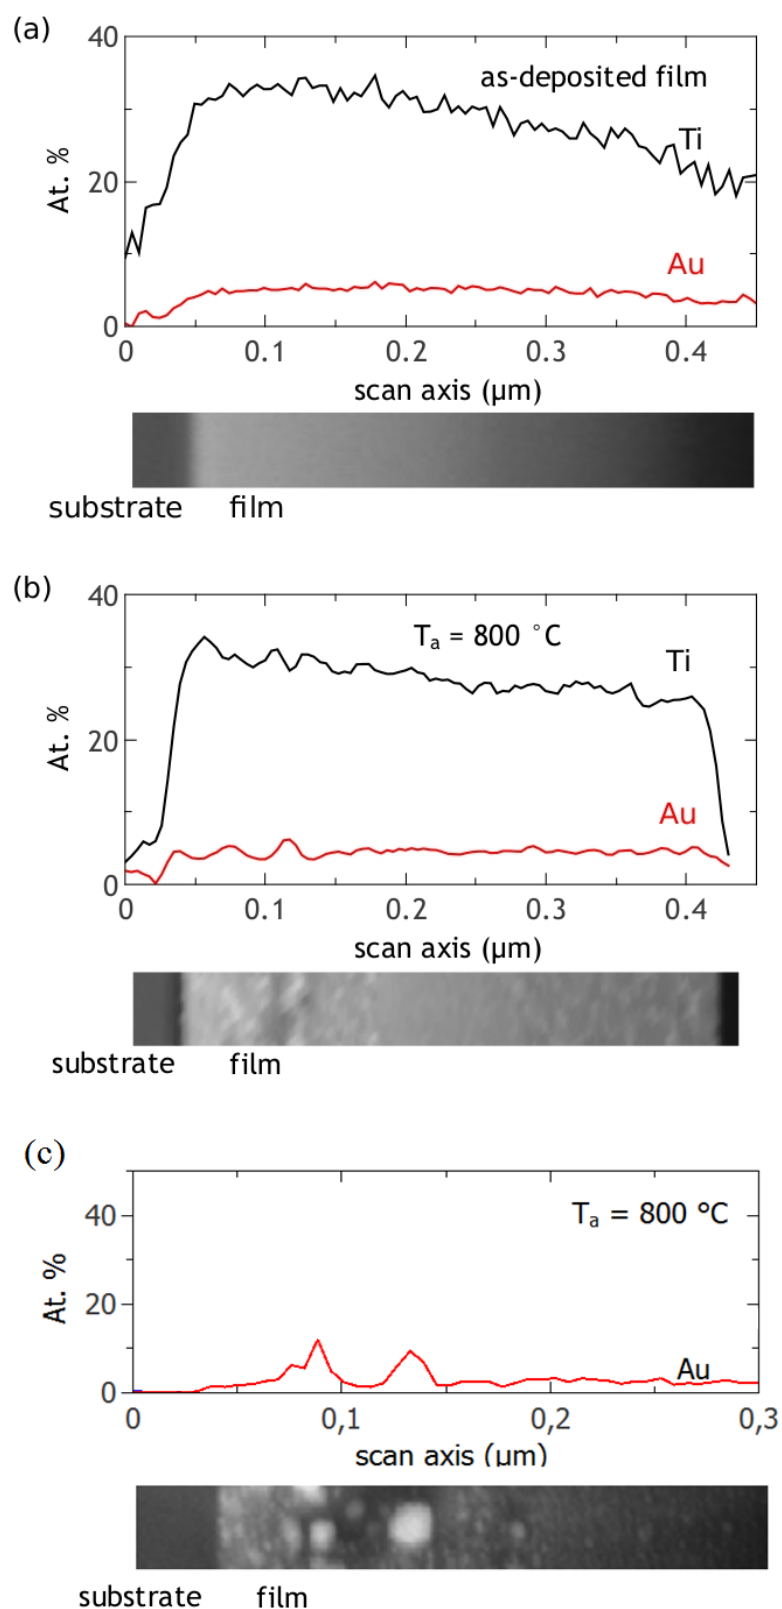 (a)
40
as-deposited film
Ti
At. %
20
Au
0
0 0.1 0.2 0.3 0.4
scan axis (µm)
substrate film
(b)
40
Tₐ = 800 °C
Ti
At. %
20
Au
0
0 0.1 0.2 0.3 0.4
scan axis (µm)
substrate film
(c)
40
Tₐ = 800 °C
At. %
20
Au
0
0 0,1 0,2 0,3
scan axis (µm)
substrate film